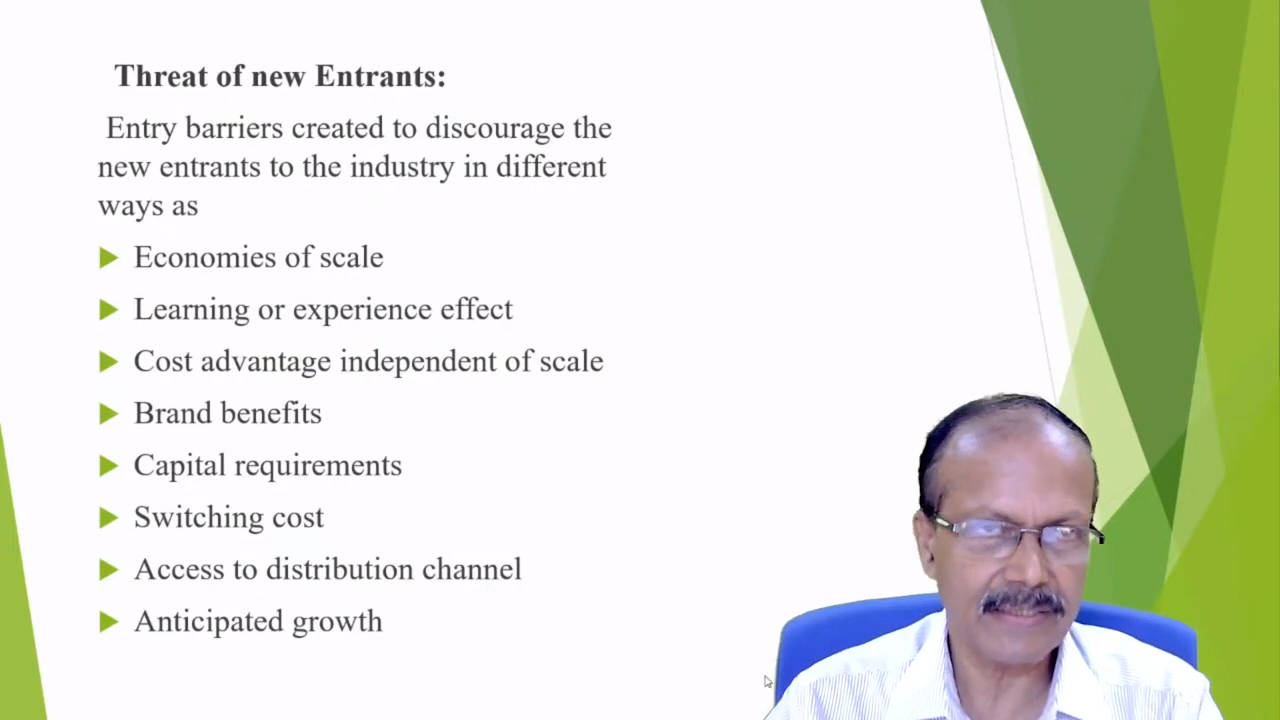 Threat of new Entrants:
Entry barriers created to discourage the
new entrants to the industry in different
ways as
Economies of scale
Learning or experience effect
Cost advantage independent of scale
Brand benefits
Capital requirements
Switching cost
Access to distribution channel
Anticipated growth